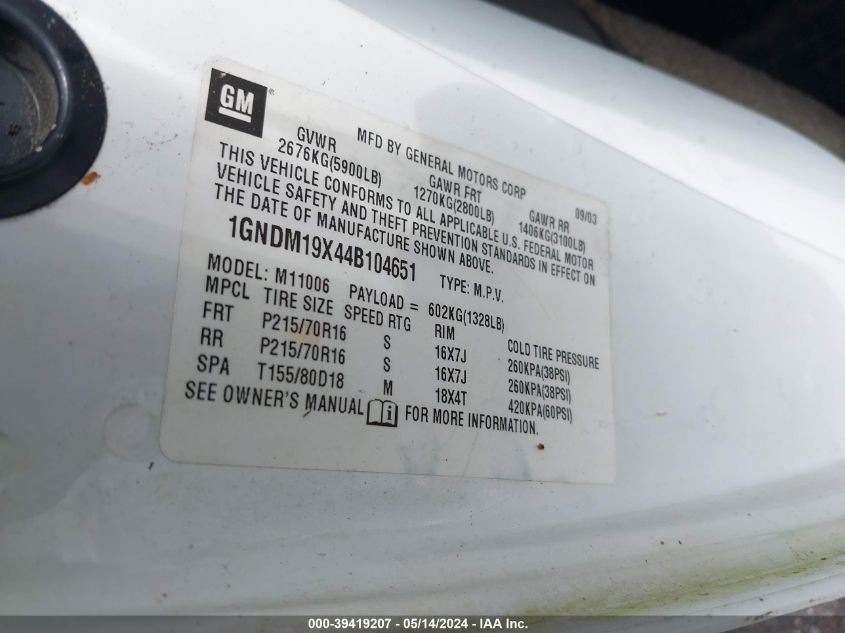 GM
MFD BY GENERAL MOTORS CORP 09/03
GVWR GAWR FRT GAWR RR
2676KG(5900LB) 1270KG(2800LB) 1406KG(3100LB)
THIS VEHICLE CONFORMS TO ALL APPLICABLE U.S. FEDERAL MOTOR
VEHICLE SAFETY AND THEFT PREVENTION STANDARDS IN EFFECT ON
THE DATE OF MANUFACTURE SHOWN ABOVE.
1GNDM19X44B104651 TYPE: M.P.V.
MODEL: M11006 PAYLOAD = 602KG(1328LB)
MPCL TIRE SIZE SPEED RTG RIM COLD TIRE PRESSURE
FRT P215/70R16 S 16X7J 260KPA(38PSI)
RR P215/70R16 S 16X7J 260KPA(38PSI)
SPA T155/80D18 M 18X4T 420KPA(60PSI)
SEE OWNER'S MANUAL FOR MORE INFORMATION.
000-39419207 - 05/14/2024 - IAA Inc.